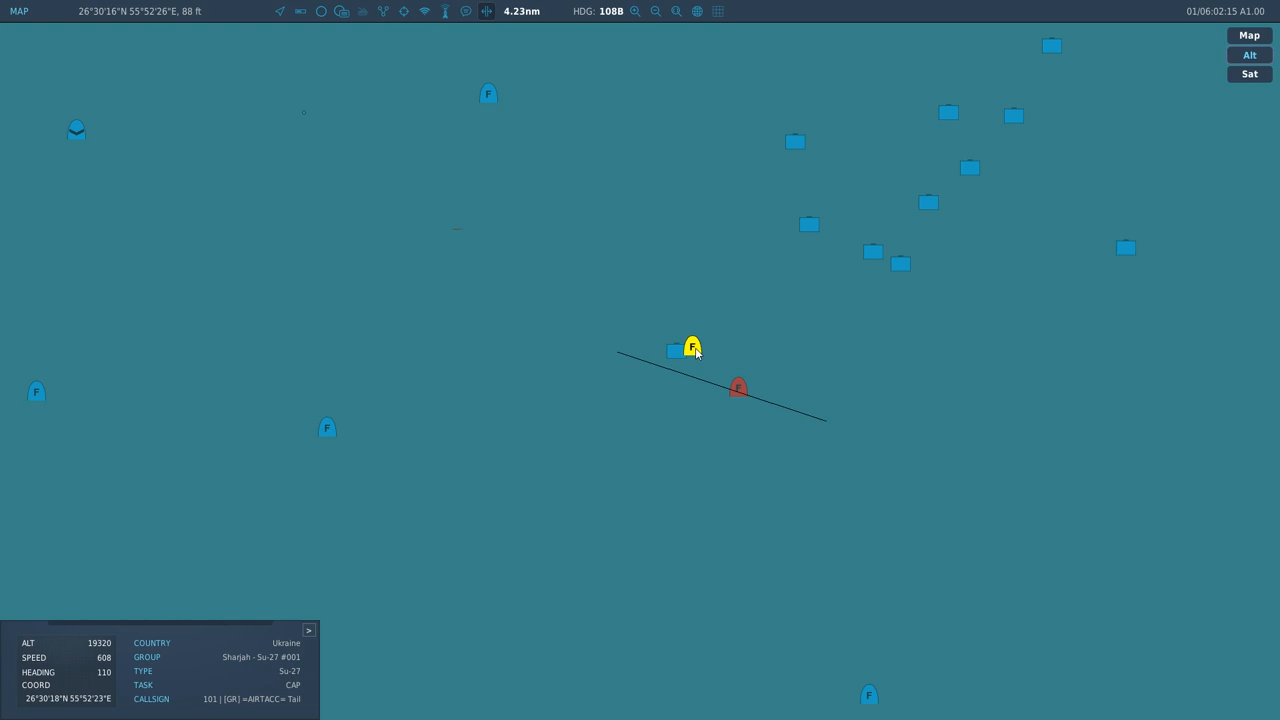 MAP 26°30'16"N 55°52'26"E, 88 ft 4.23nm HDG: 108B 01/06:02:15 A1.00
Map
Alt
Sat
F
F
F
F
F
F
>
ALT 19320
SPEED 608
HEADING 110
COORD
26°30'18"N 55°52'23"E
COUNTRY Ukraine
GROUP Sharjah - Su-27 #001
TYPE Su-27
TASK CAP
CALLSIGN 101 | [GR] =AIRTACC= Tail